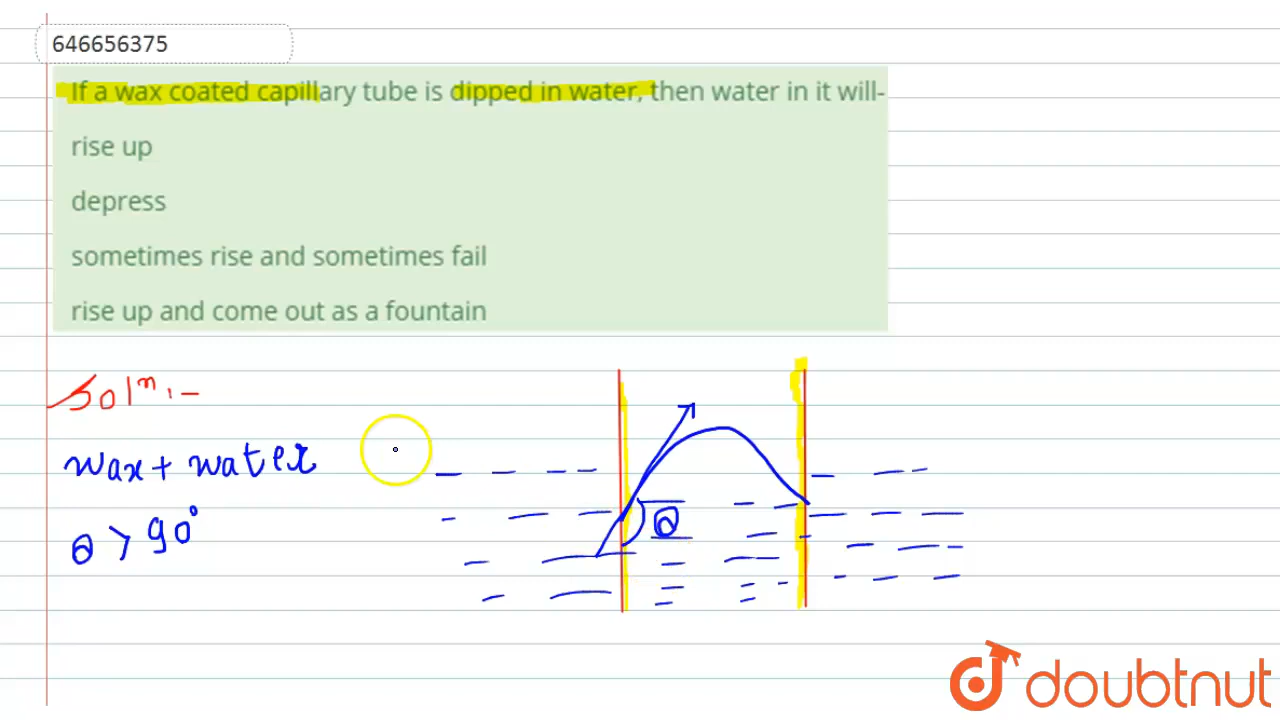 646656375
If a wax coated capillary tube is dipped in water, then water in it will-
rise up
depress
sometimes rise and sometimes fail
rise up and come out as a fountain
Solⁿ :-
wax + water
θ > 90°
θ
doubtnut